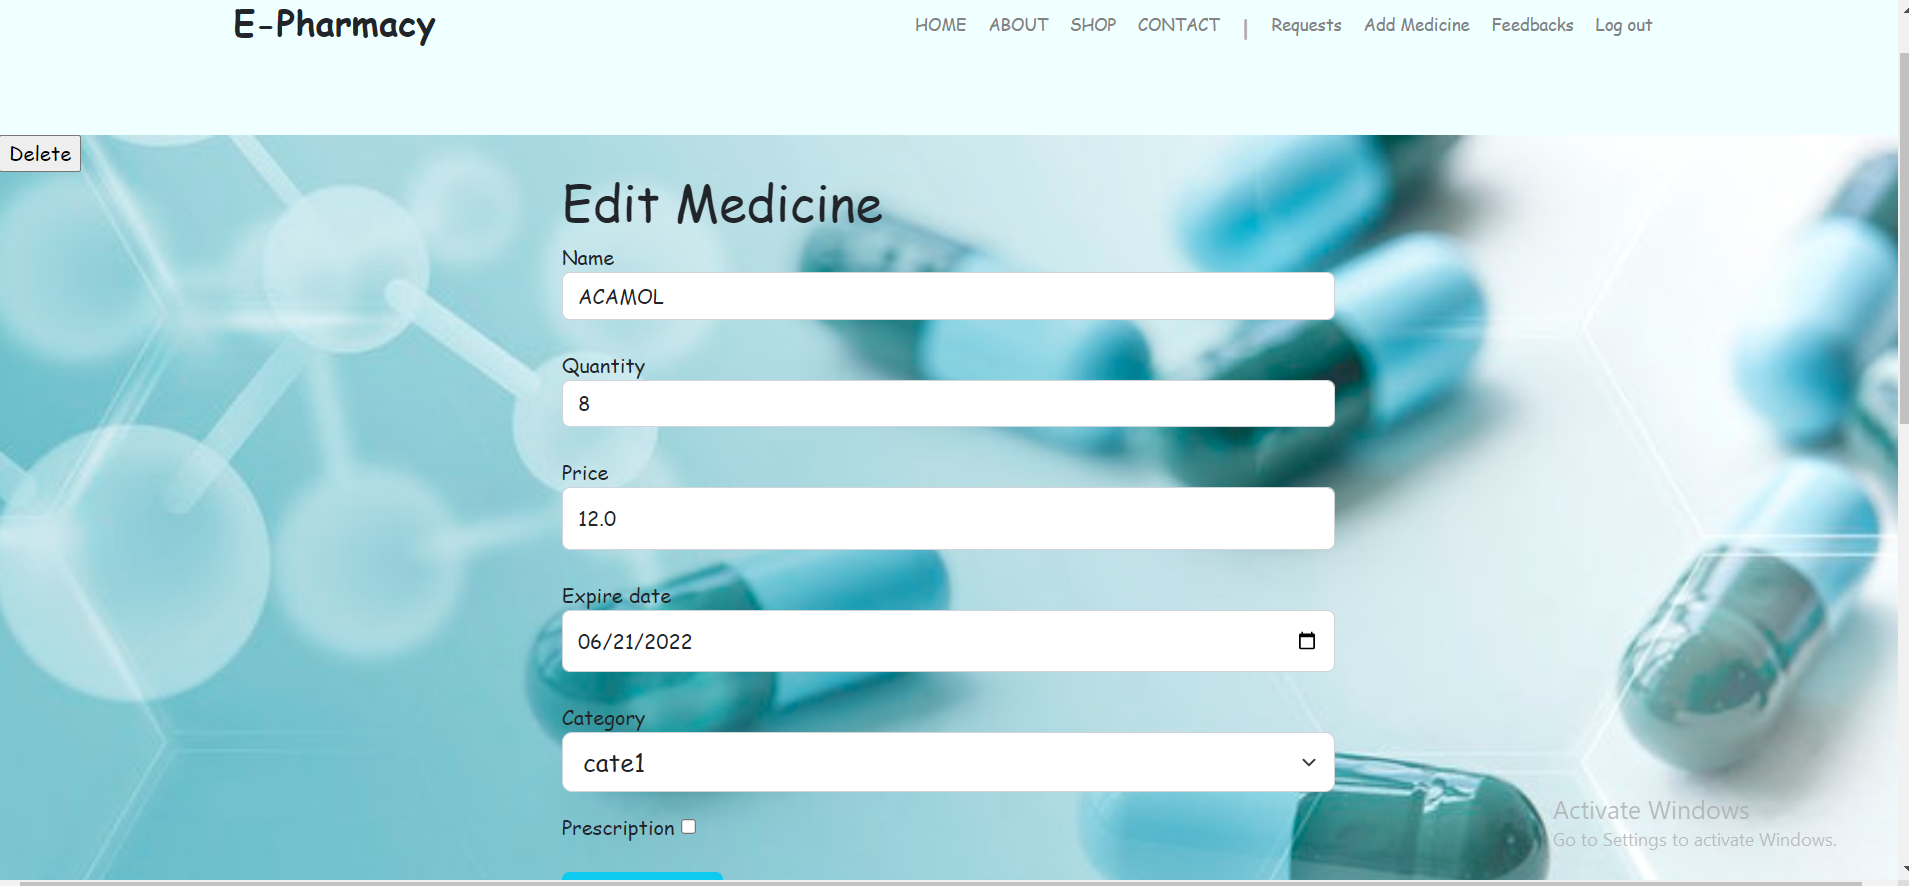 E-Pharmacy
HOME ABOUT SHOP CONTACT | Requests Add Medicine Feedbacks Log out
Delete
Edit Medicine
Name
ACAMOL
Quantity
8
Price
12.0
Expire date
06/21/2022
Category
cate1
Prescription
Activate Windows
Go to Settings to activate Windows.